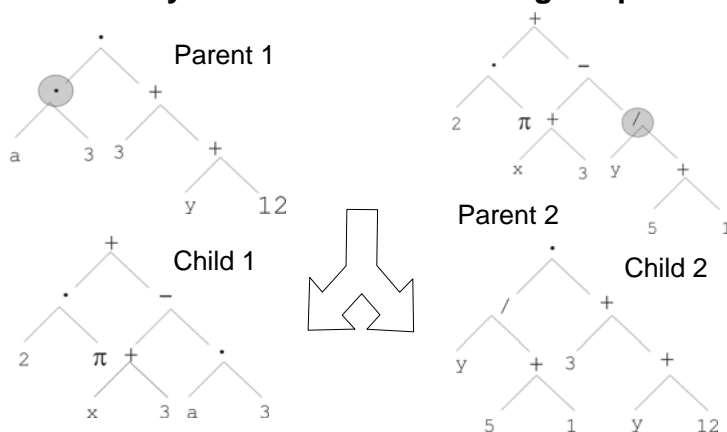 ·
Parent 1
· +
a 3 3 +
y 12
+
· −
2 π + /
x 3 y +
5 1
Parent 2
+
Child 1
· −
2 π + ·
x 3 a 3
·
Child 2
/ +
y + 3 +
5 1 y 12